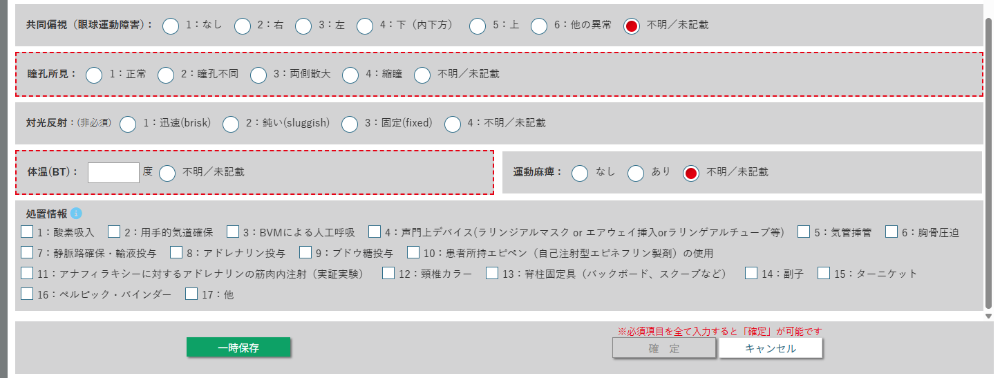 共同偏視（眼球運動障害）： 1：なし 2：右 3：左 4：下（内下方） 5：上 6：他の異常 不明／未記載
瞳孔所見： 1：正常 2：瞳孔不同 3：両側散大 4：縮瞳 不明／未記載
対光反射：(非必須) 1：迅速(brisk) 2：鈍い(sluggish) 3：固定(fixed) 4：不明／未記載
体温(BT)： 度 不明／未記載 運動麻痺： なし あり 不明／未記載
処置情報 i
1：酸素吸入 2：用手的気道確保 3：BVMによる人工呼吸 4：声門上デバイス(ラリンジアルマスク or エアウェイ挿入orラリンゲアルチューブ等) 5：気管挿管 6：胸骨圧迫
7：静脈路確保・輸液投与 8：アドレナリン投与 9：ブドウ糖投与 10：患者所持エピペン（自己注射型エピネフリン製剤）の使用
11：アナフィラキシーに対するアドレナリンの筋肉内注射（実証実験） 12：頸椎カラー 13：脊柱固定具（バックボード、スクープなど） 14：副子 15：ターニケット
16：ペルビック・バインダー 17：他
※必須項目を全て入力すると「確定」が可能です
一時保存 確　定 キャンセル